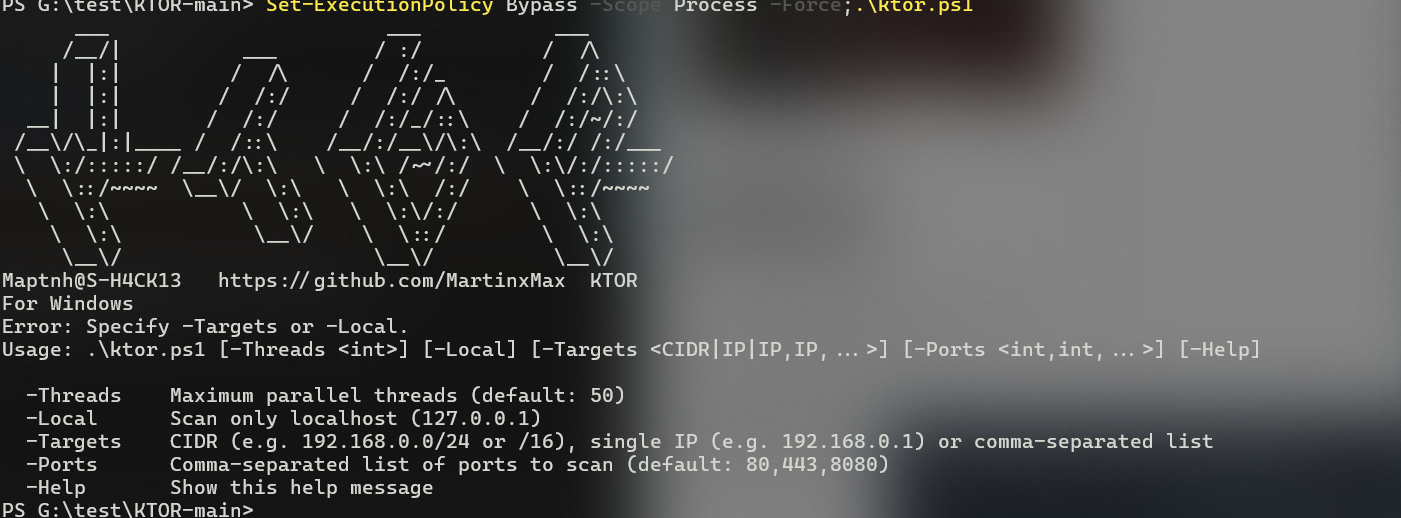 PS G:\test\KTOR-main> Set-ExecutionPolicy Bypass -Scope Process -Force;.\ktor.ps1
Maptnh@S-H4CK13 https://github.com/MartinxMax KTOR
For Windows
Error: Specify -Targets or -Local.
Usage: .\ktor.ps1 [-Threads <int>] [-Local] [-Targets <CIDR|IP|IP,IP,...>] [-Ports <int,int,...>] [-Help]
-Threads Maximum parallel threads (default: 50)
-Local Scan only localhost (127.0.0.1)
-Targets CIDR (e.g. 192.168.0.0/24 or /16), single IP (e.g. 192.168.0.1) or comma-separated list
-Ports Comma-separated list of ports to scan (default: 80,443,8080)
-Help Show this help message
PS G:\test\KTOR-main>